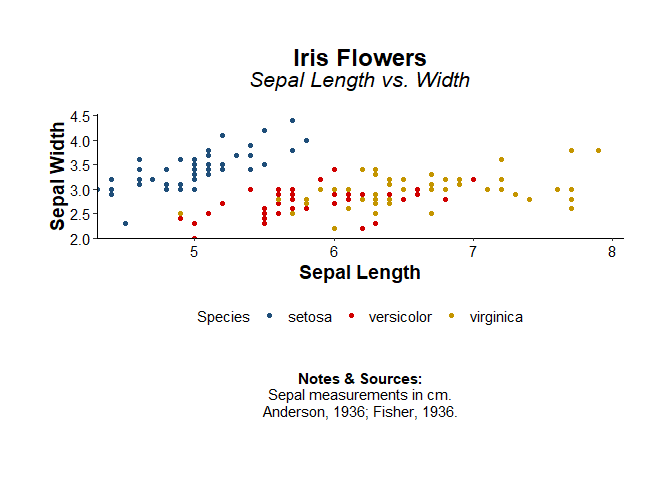 Iris Flowers
Sepal Length vs. Width
4.5
4.0
3.5
3.0
2.5
2.0
Sepal Width
5 6 7 8
Sepal Length
Species setosa versicolor virginica
Notes & Sources:
Sepal measurements in cm.
Anderson, 1936; Fisher, 1936.